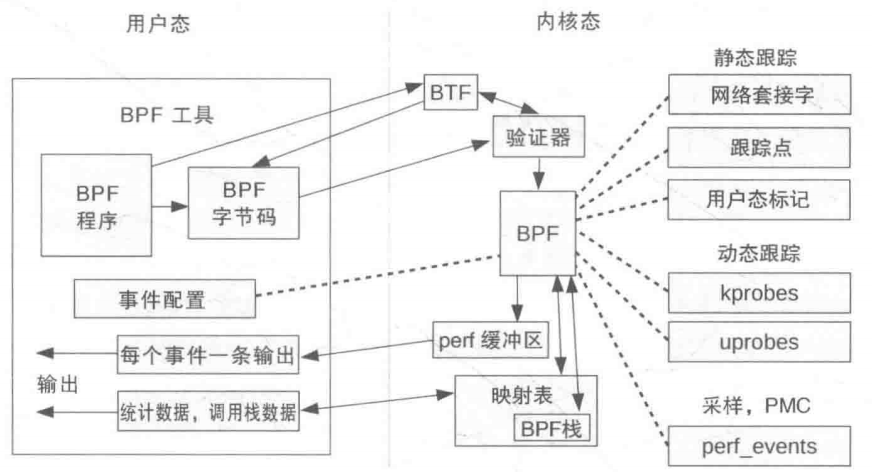 用户态
内核态
BPF 工具
BPF
程序
BPF
字节码
事件配置
每个事件一条输出
输出
统计数据，调用栈数据
BTF
验证器
BPF
perf 缓冲区
映射表
BPF栈
静态跟踪
网络套接字
跟踪点
用户态标记
动态跟踪
kprobes
uprobes
采样，PMC
perf_events